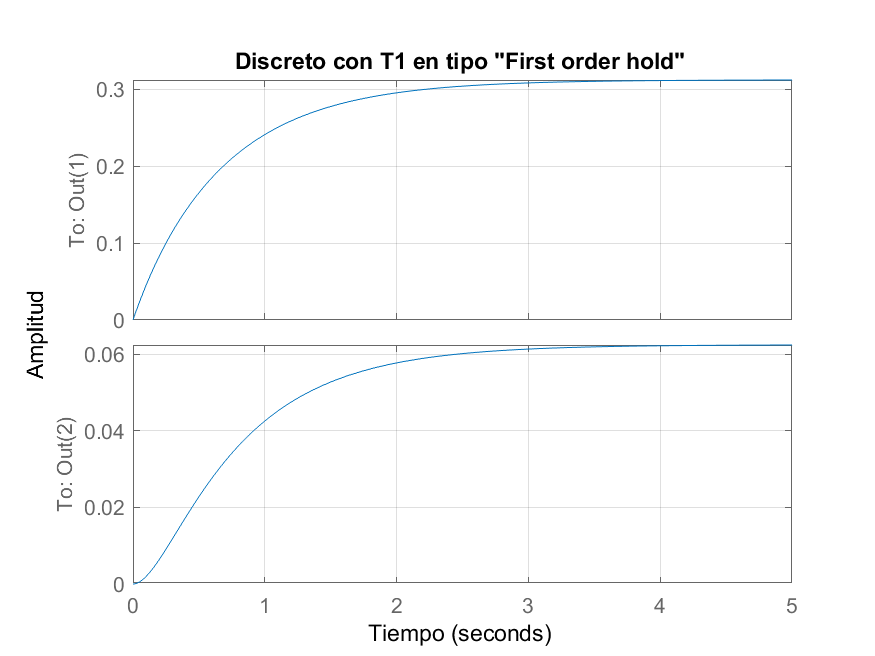 Discreto con T1 en tipo "First order hold"
0.3
0.2
0.1
0
To: Out(1)
Amplitud
0.06
0.04
0.02
0
To: Out(2)
0 1 2 3 4 5
Tiempo (seconds)